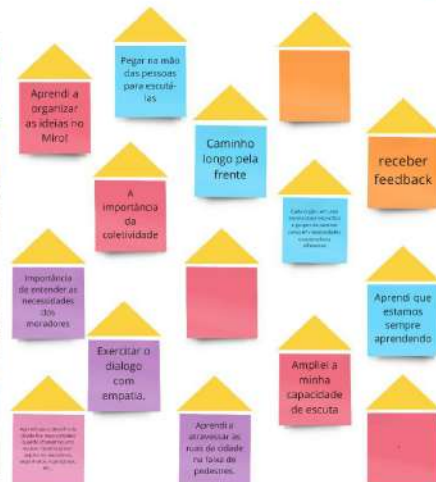 Pegar na mão
das pessoas
para escutá-
las
Aprendi a
organizar
as ideias no
Miro!
Caminho
longo pela
frente
receber
feedback
A
importância
da
coletividade
Importância
de entender as
necessidades
dos
moradores
Aprendi que
estamos
sempre
aprendendo
Exercitar o
dialogo
com
empatia.
Ampliei a
minha
capacidade
de escuta
Aprendi a
atravessar as
ruas da cidade
na faixa de
pedestres.